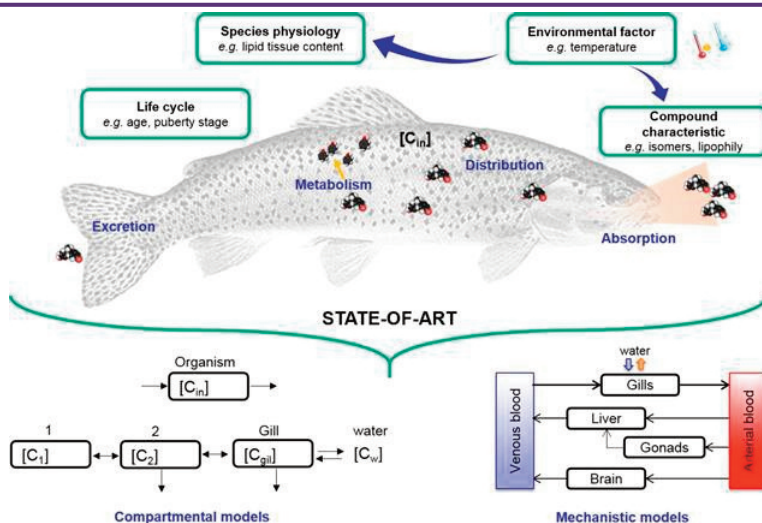 Species physiology
e.g. lipid tissue content
Environmental factor
e.g. temperature
Life cycle
e.g. age, puberty stage
Compound
characteristic
e.g. isomers, lipophily
[Cin]
Distribution
Metabolism
Excretion
Absorption
STATE-OF-ART
Organism
[Cin]
1
2
Gill
water
[C1]
[C2]
[Cgil]
[Cw]
Compartmental models
water
Gills
Venous blood
Liver
Gonads
Brain
Arterial blood
Mechanistic models